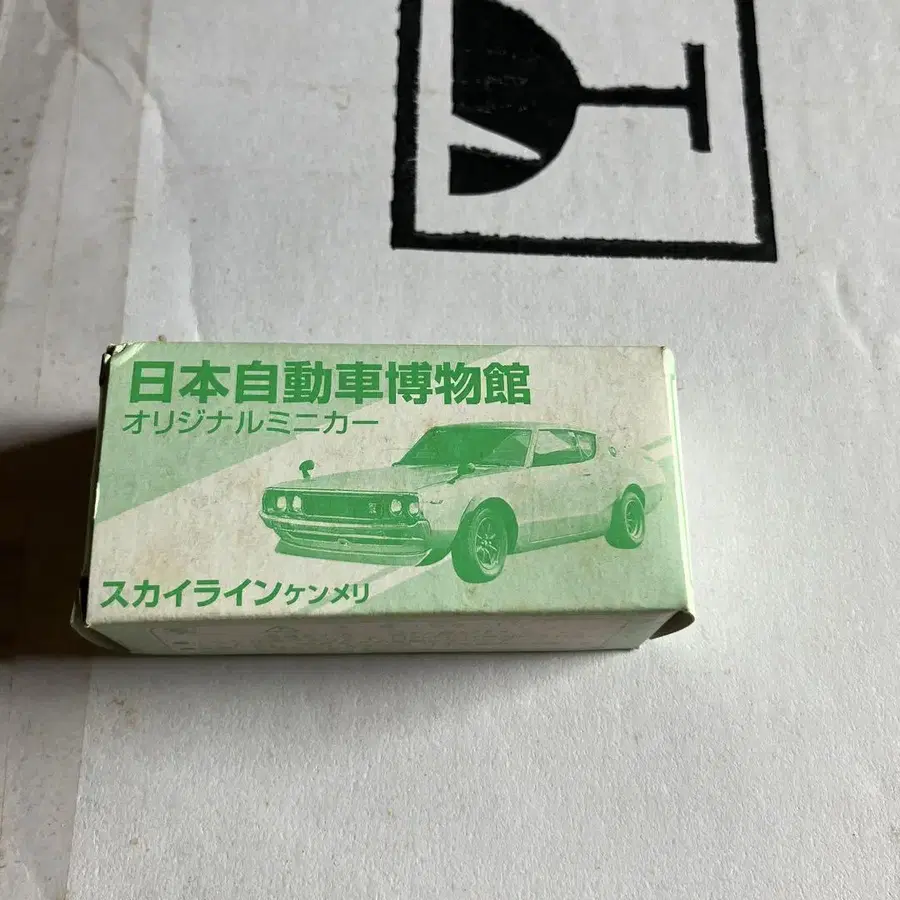 日本自動車博物館
オリジナルミニカー
スカイラインケンメリ